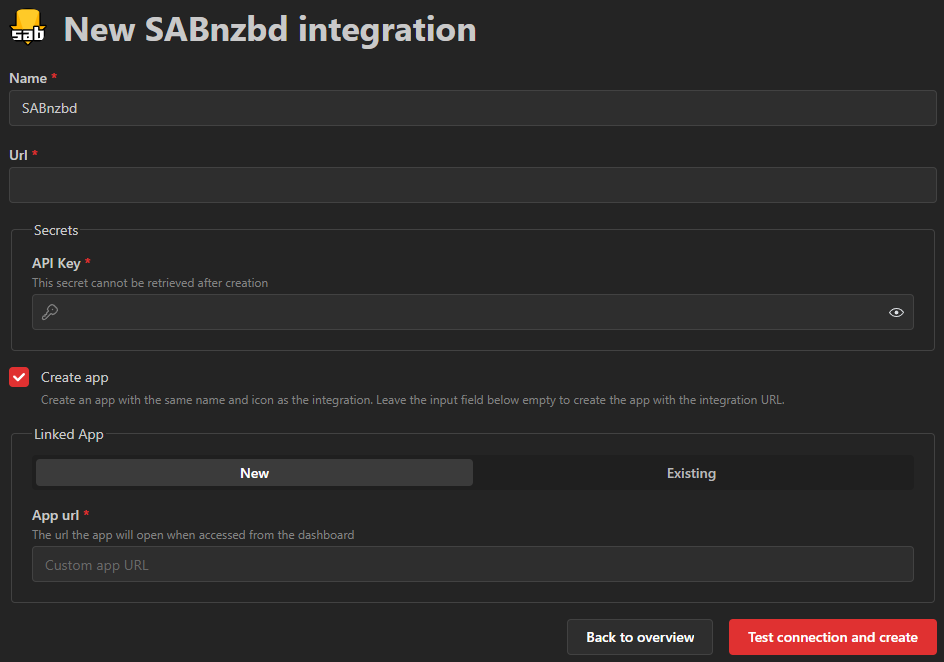 sab
New SABnzbd integration
Name *
SABnzbd
Url *
Secrets
API Key *
This secret cannot be retrieved after creation
Create app
Create an app with the same name and icon as the integration. Leave the input field below empty to create the app with the integration URL.
Linked App
New Existing
App url *
The url the app will open when accessed from the dashboard
Custom app URL
Back to overview Test connection and create